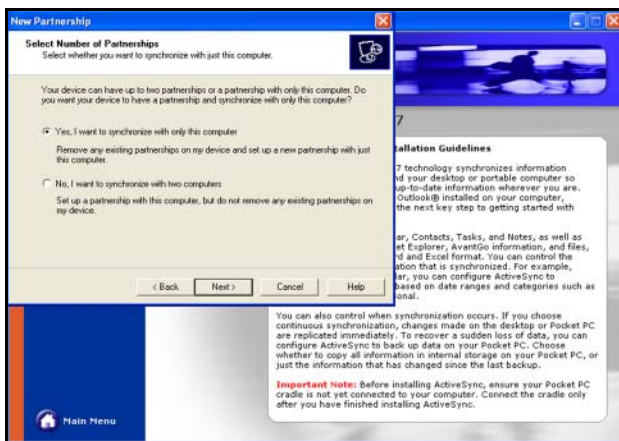 New Partnership
Select Number of Partnerships
Select whether you want to synchronize with just this computer.
Your device can have up to two partnerships or a partnership with only this computer. Do
you want your device to have a partnership and synchronize with only this computer?
Yes, I want to synchronize with only this computer
Remove any existing partnerships on my device and set up a new partnership with just
this computer.
No, I want to synchronize with two computers
Set up a partnership with this computer, but do not remove any existing partnerships on
my device.
< Back
Next >
Cancel
Help
7
tallation Guidelines
7 technology synchronizes information
nd your desktop or portable computer so
up-to-date information wherever you are.
Outlook® installed on your computer,
the next key step to getting started with
ar, Contacts, Tasks, and Notes, as well as
et Explorer, AvantGo information, and files,
rd and Excel format. You can control the
ation that is synchronized. For example,
lar, you can configure ActiveSync to
based on date ranges and categories such as
sonal.
You can also control when synchronization occurs. If you choose
continuous synchronization, changes made on the desktop or Pocket PC
are replicated immediately. To recover a sudden loss of data, you can
configure ActiveSync to back up data on your Pocket PC. Choose
whether to copy all information in internal storage on your Pocket PC, or
just the information that has changed since the last backup.
Important Note: Before installing ActiveSync, ensure your Pocket PC
cradle is not yet connected to your computer. Connect the cradle only
after you have finished installing ActiveSync.
Main Menu